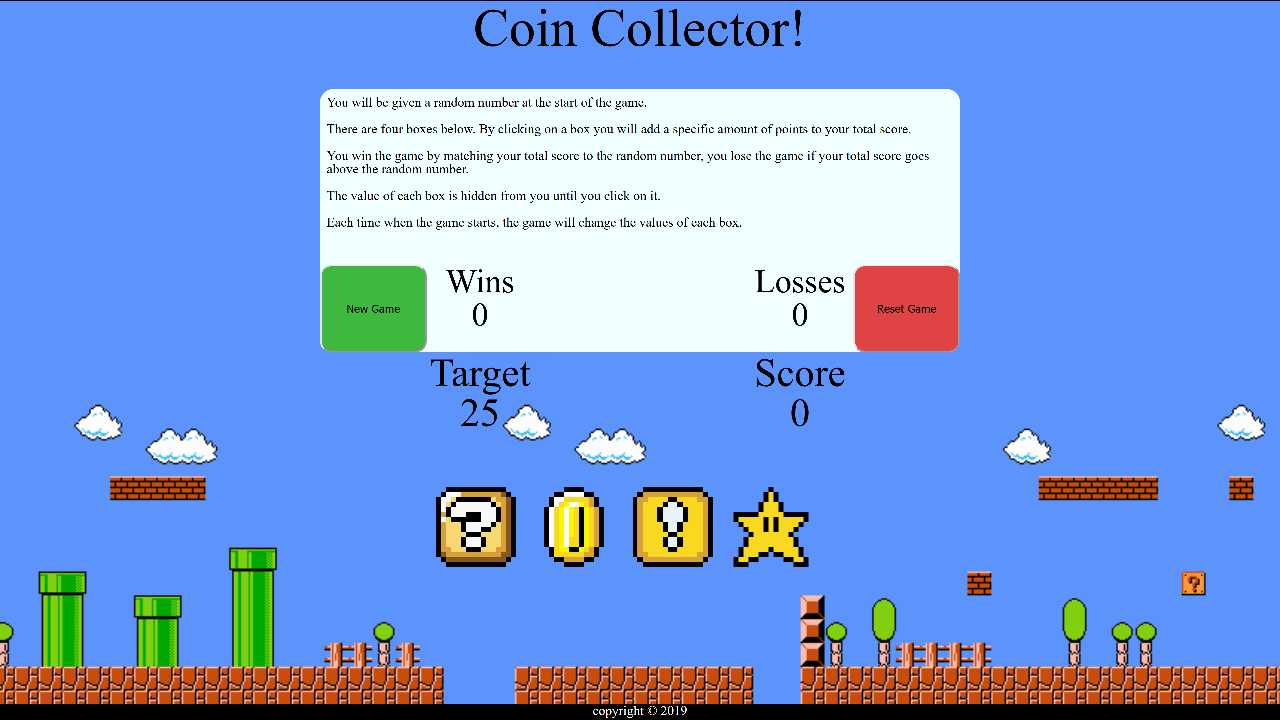 Coin Collector!
You will be given a random number at the start of the game.
There are four boxes below. By clicking on a box you will add a specific amount of points to your total score.
You win the game by matching your total score to the random number, you lose the game if your total score goes
above the random number.
The value of each box is hidden from you until you click on it.
Each time when the game starts, the game will change the values of each box.
New Game
Wins
0
Losses
0
Reset Game
Target
25
Score
0
?
!
?
copyright © 2019